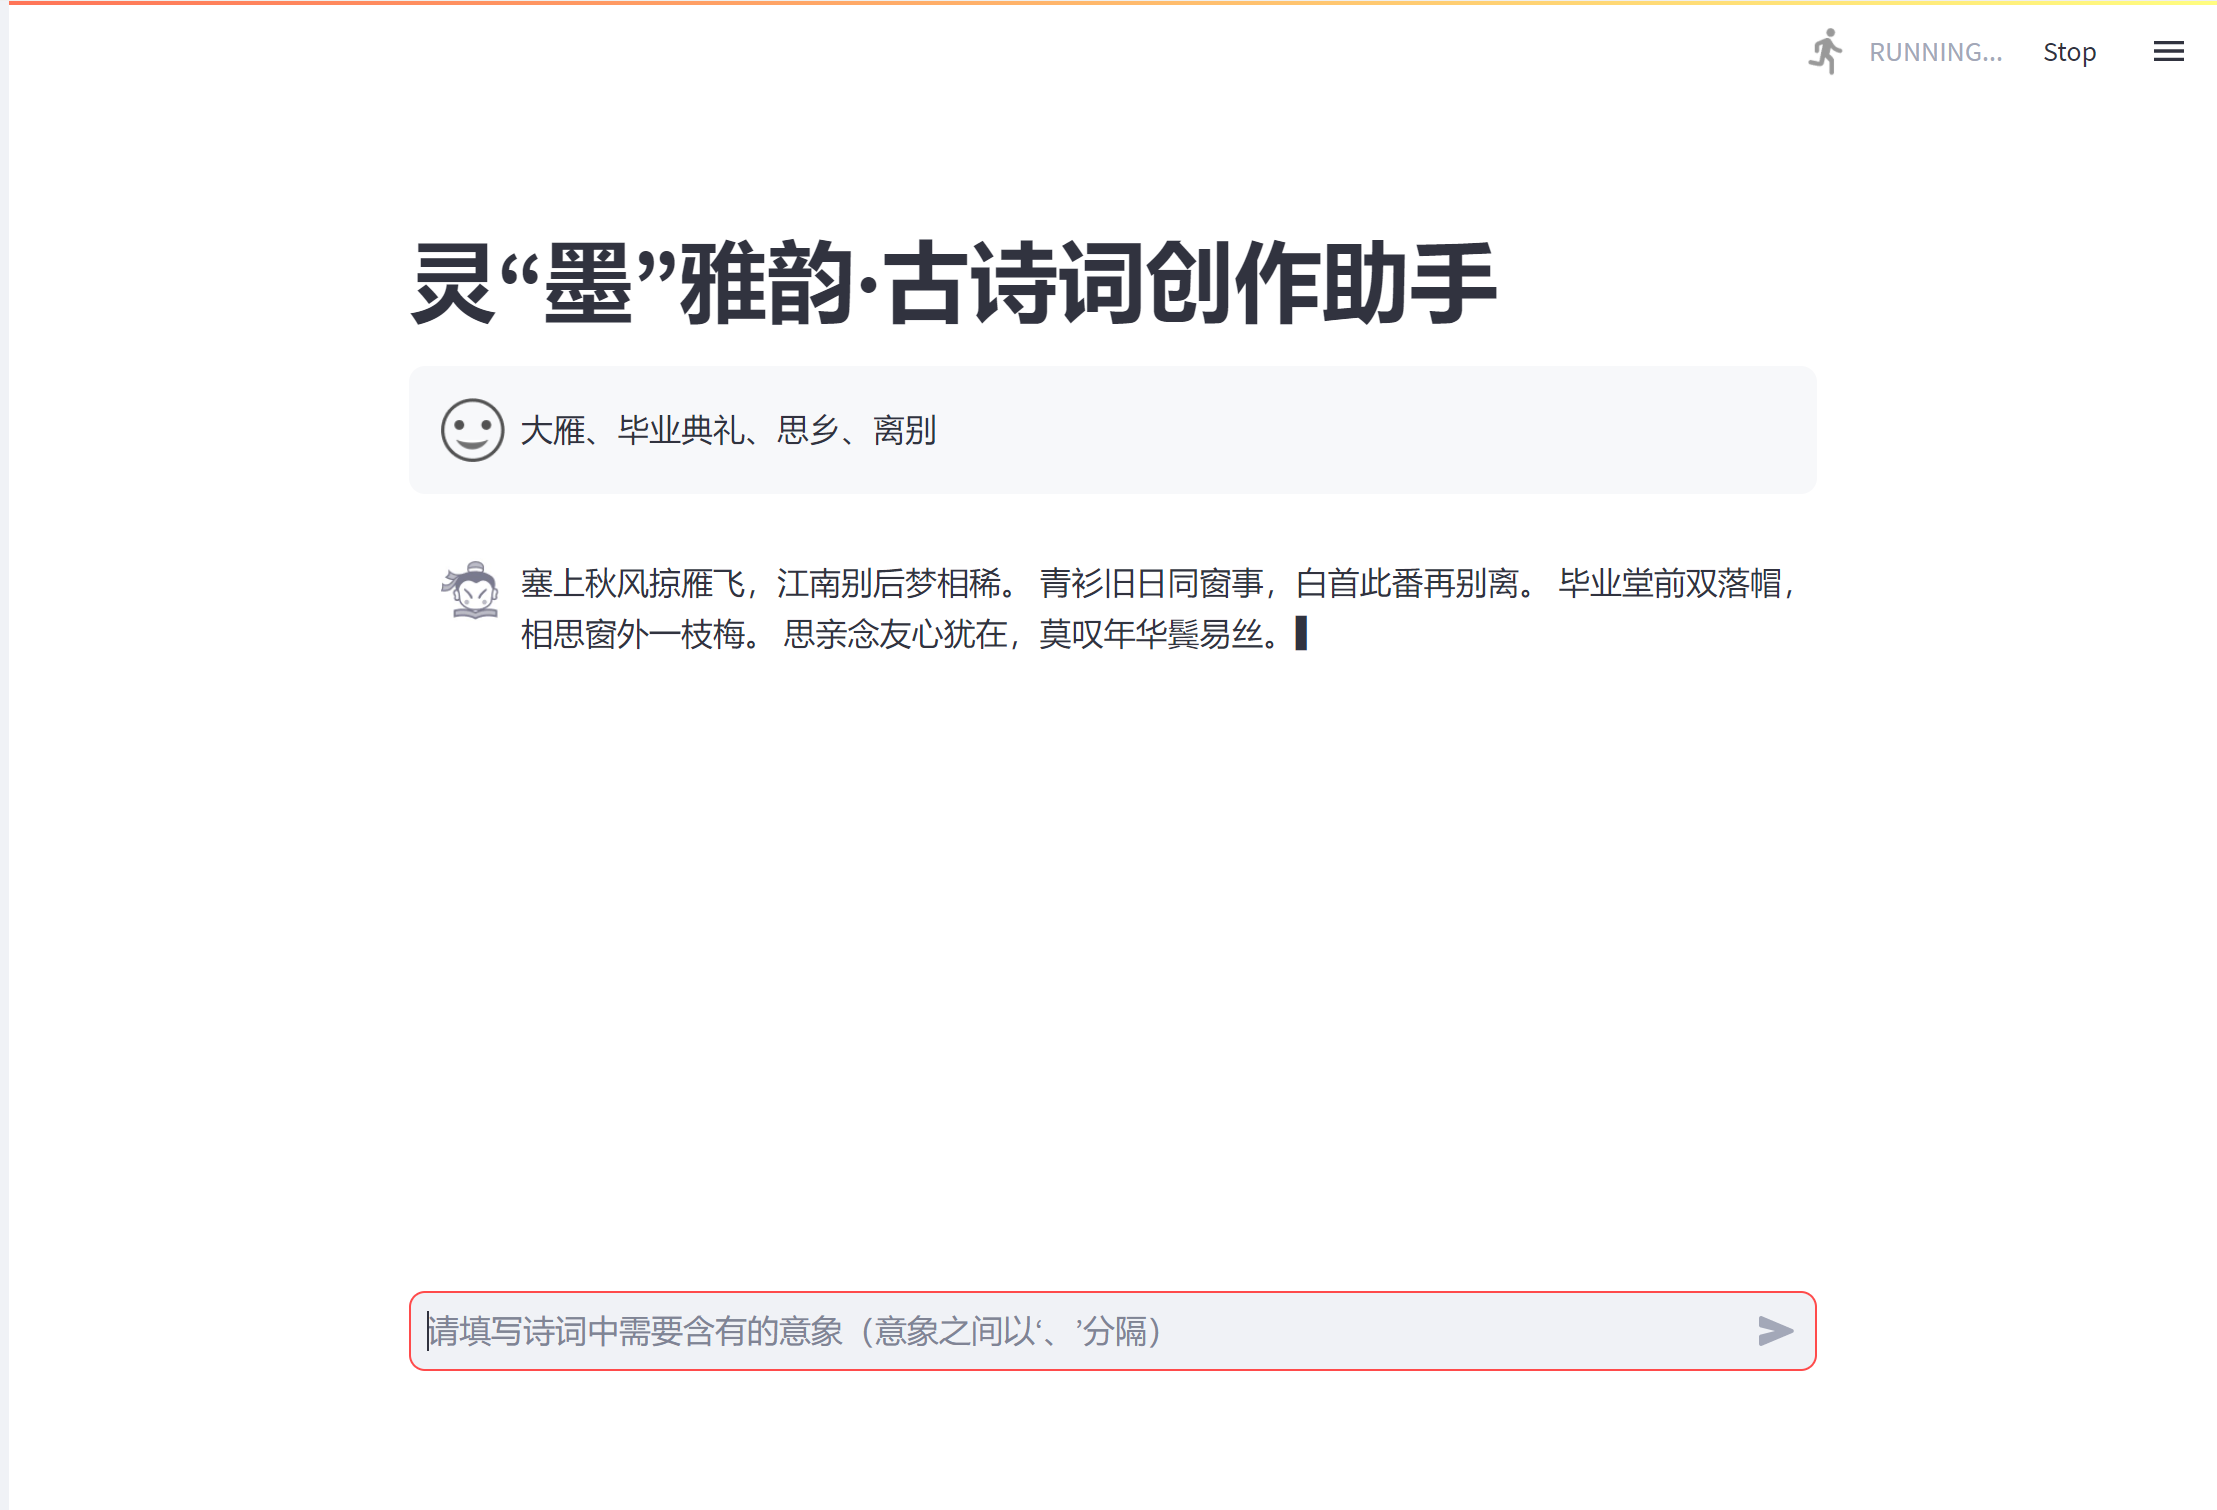 RUNNING...
Stop
灵“墨”雅韵·古诗词创作助手
大雁、毕业典礼、思乡、离别
塞上秋风掠雁飞，江南别后梦相稀。 青衫旧日同窗事，白首此番再别离。 毕业堂前双落帽，
相思窗外一枝梅。 思亲念友心犹在，莫叹年华鬓易丝。
请填写诗词中需要含有的意象（意象之间以‘、’分隔）